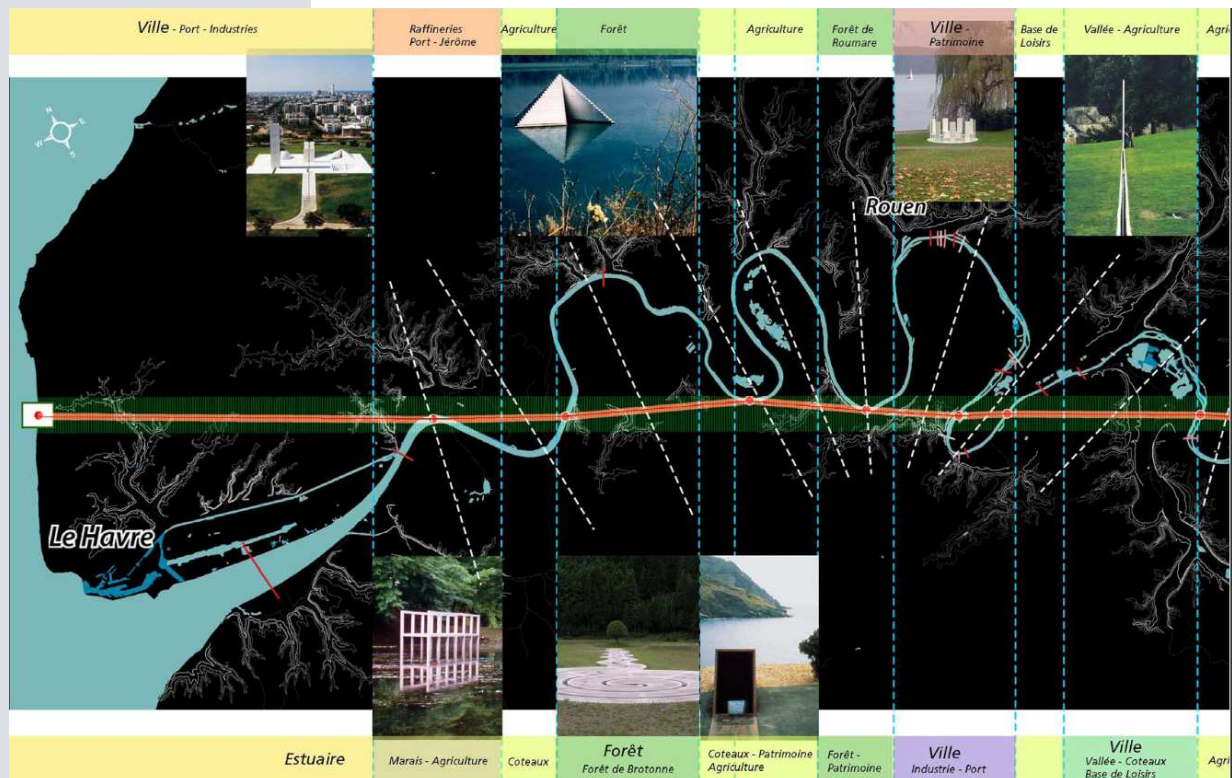 Ville - Port - Industries
Raffineries
Port - Jérôme
Agriculture
Forêt
Agriculture
Forêt de
Roumare
Ville -
Patrimoine
Base de
Loisirs
Vallée - Agriculture
Agri
N
S
W
S
Rouen
Le Havre
Estuaire
Marais - Agriculture
Coteaux
Forêt
Forêt de Brotonne
Coteaux - Patrimoine
Agriculture
Forêt -
Patrimoine
Ville
Industrie - Port
Ville
Vallée - Coteaux
Base de Loisirs
Agri